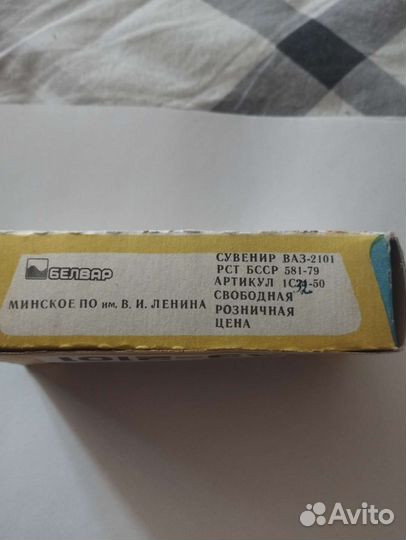 БЕЛВАР
МИНСКОЕ ПО им. В. И. ЛЕНИНА
СУВЕНИР ВАЗ-2101
РСТ БССР 581-79
АРТИКУЛ
СВОБОДНАЯ
РОЗНИЧНАЯ
ЦЕНА
Avito